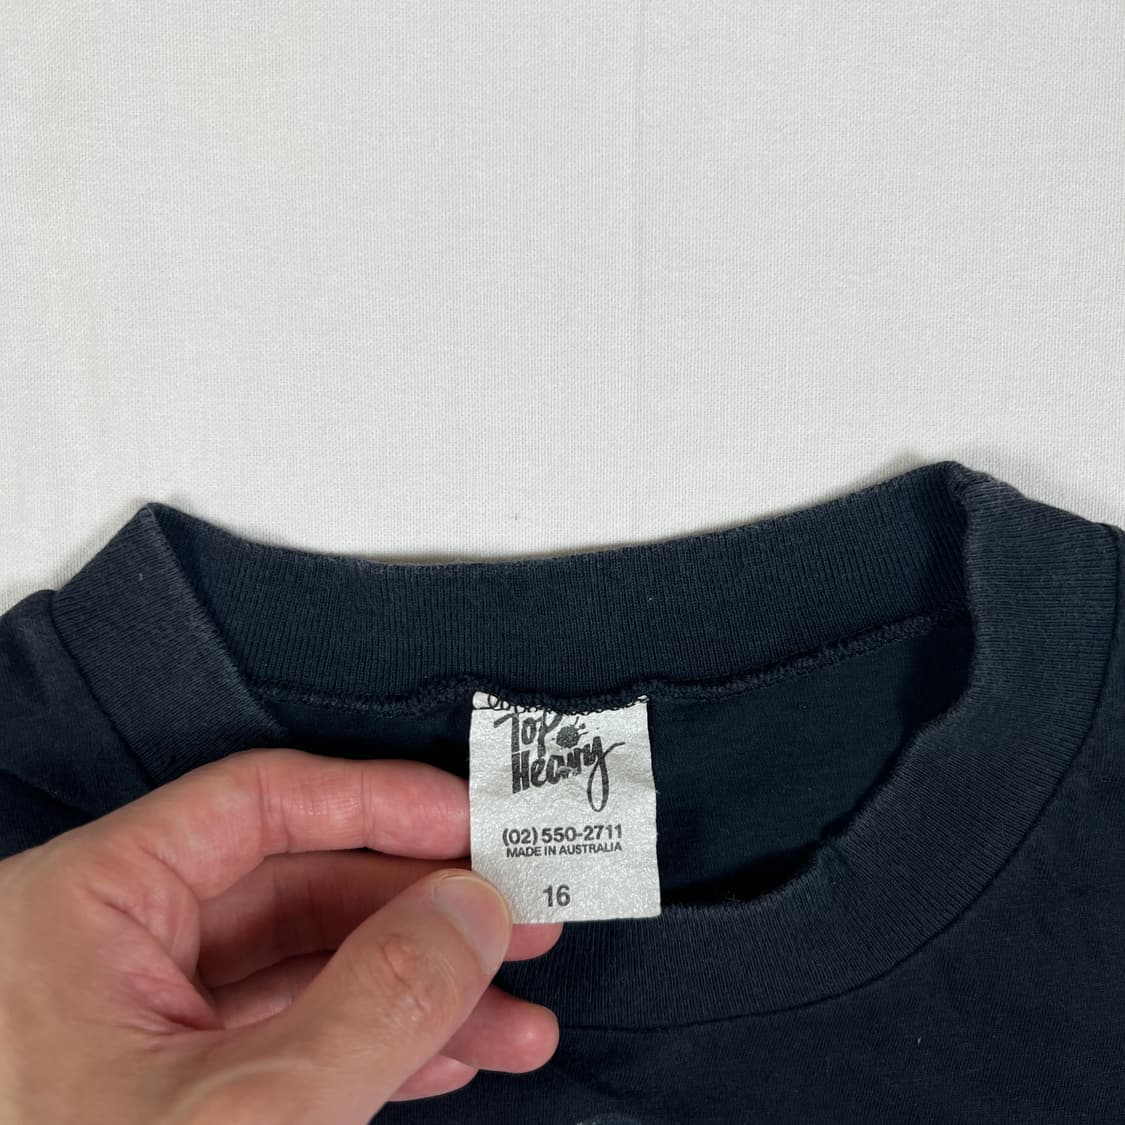 Top
Heavy
(02) 550-2711
MADE IN AUSTRALIA
16